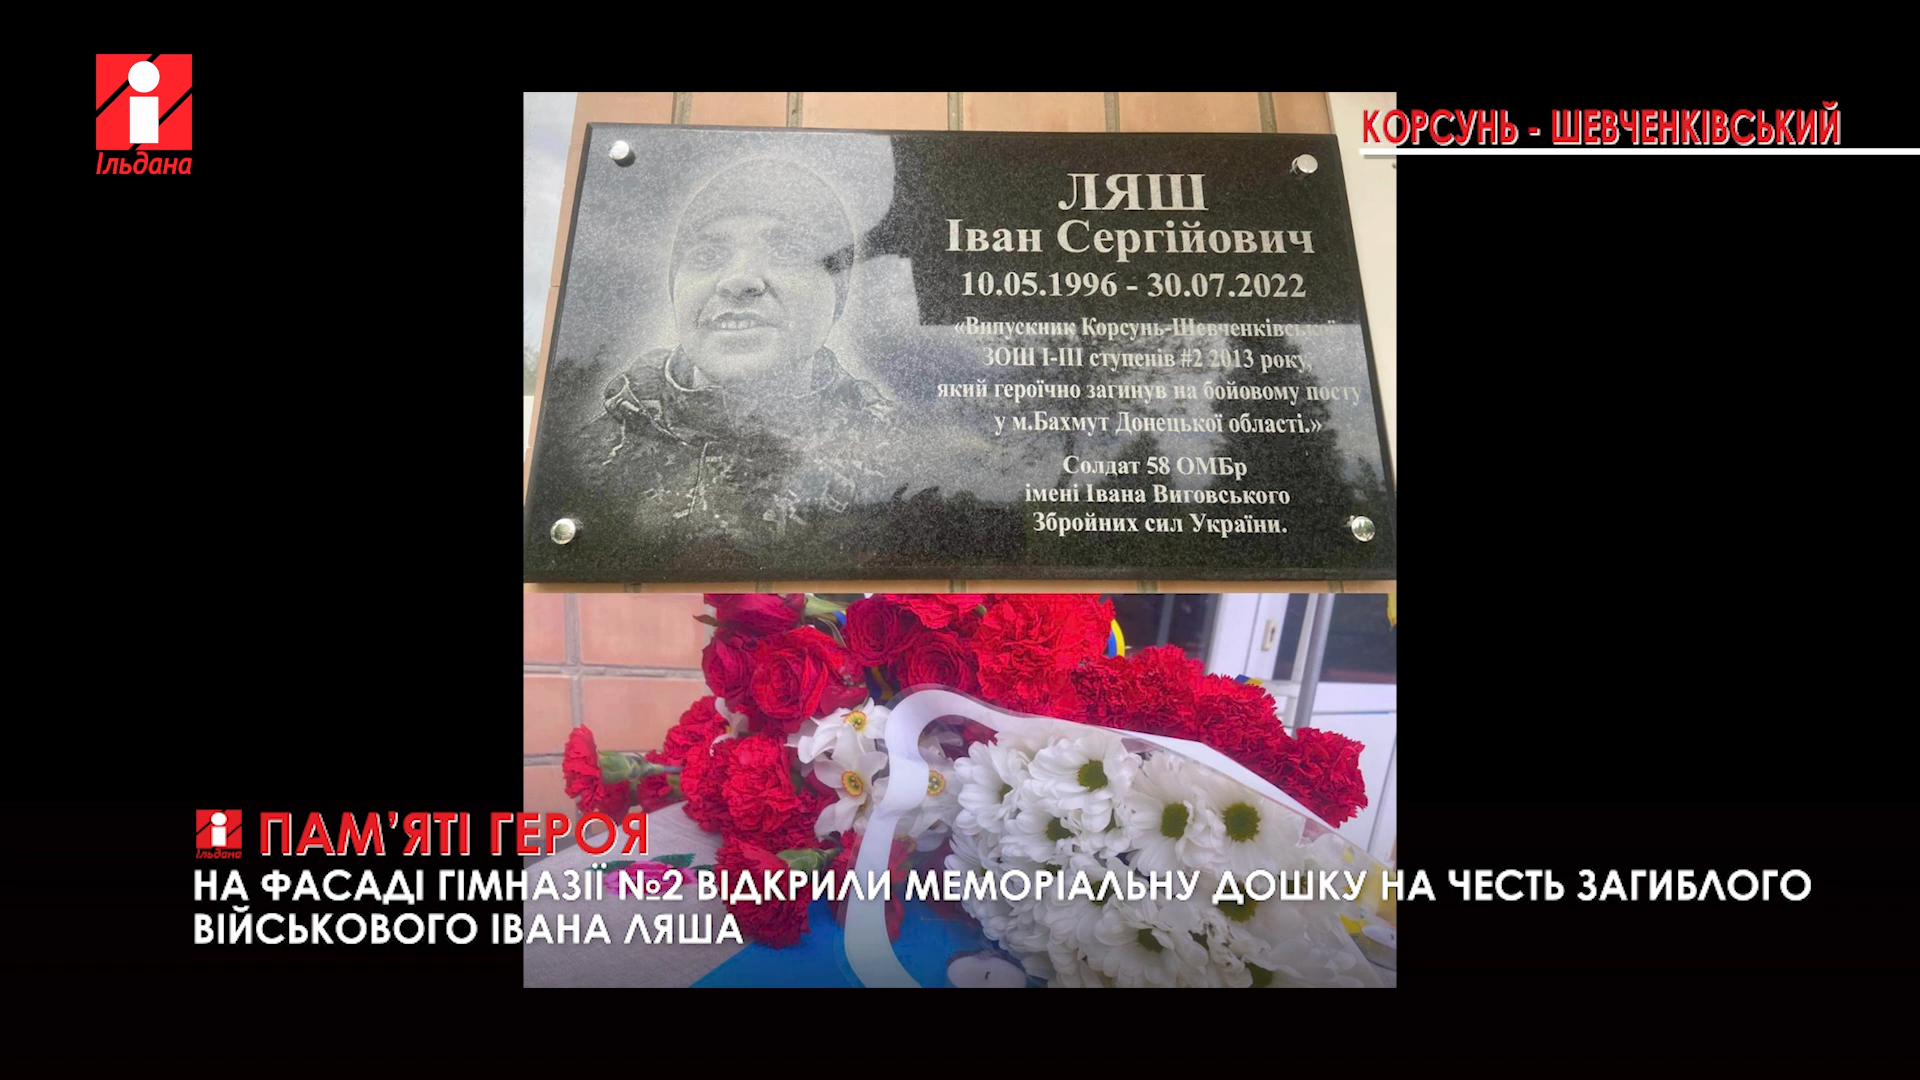 Ільдана
КОРСУНЬ - ШЕВЧЕНКІВСЬКИЙ
ЛЯШ
Іван Сергійович
10.05.1996 - 30.07.2022
«Випускник Корсунь-Шевченківської
ЗОШ І-ІІІ ступенів #2 2013 року,
який героїчно загинув на бойовому посту
у м.Бахмут Донецької області.»
Солдат 58 ОМБр
імені Івана Виговського
Збройних сил України.
Ільдана
ПАМ’ЯТІ ГЕРОЯ
НА ФАСАДІ ГІМНАЗІЇ №2 ВІДКРИЛИ МЕМОРІАЛЬНУ ДОШКУ НА ЧЕСТЬ ЗАГИБЛОГО
ВІЙСЬКОВОГО ІВАНА ЛЯША